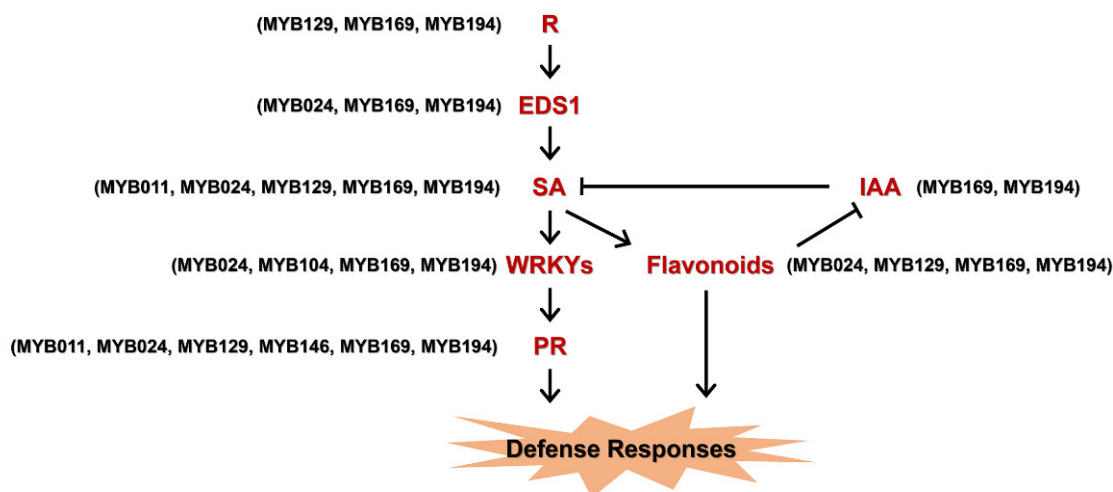 (MYB129, MYB169, MYB194) R
(MYB024, MYB169, MYB194) EDS1
(MYB011, MYB024, MYB129, MYB169, MYB194) SA IAA (MYB169, MYB194)
(MYB024, MYB104, MYB169, MYB194) WRKYs Flavonoids (MYB024, MYB129, MYB169, MYB194)
(MYB011, MYB024, MYB129, MYB146, MYB169, MYB194) PR
Defense Responses